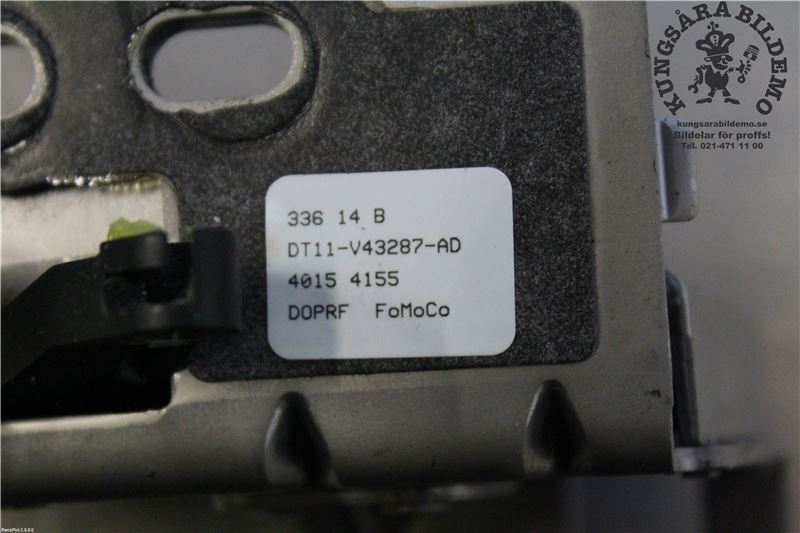 KUNGSÅRA BILDEMO
kungsarabildemo.se
Bildelar för proffs!
Tel. 021-471 11 00
336 14 B
DT11-V43287-AD
4015 4155
DOPRF FoMoCo